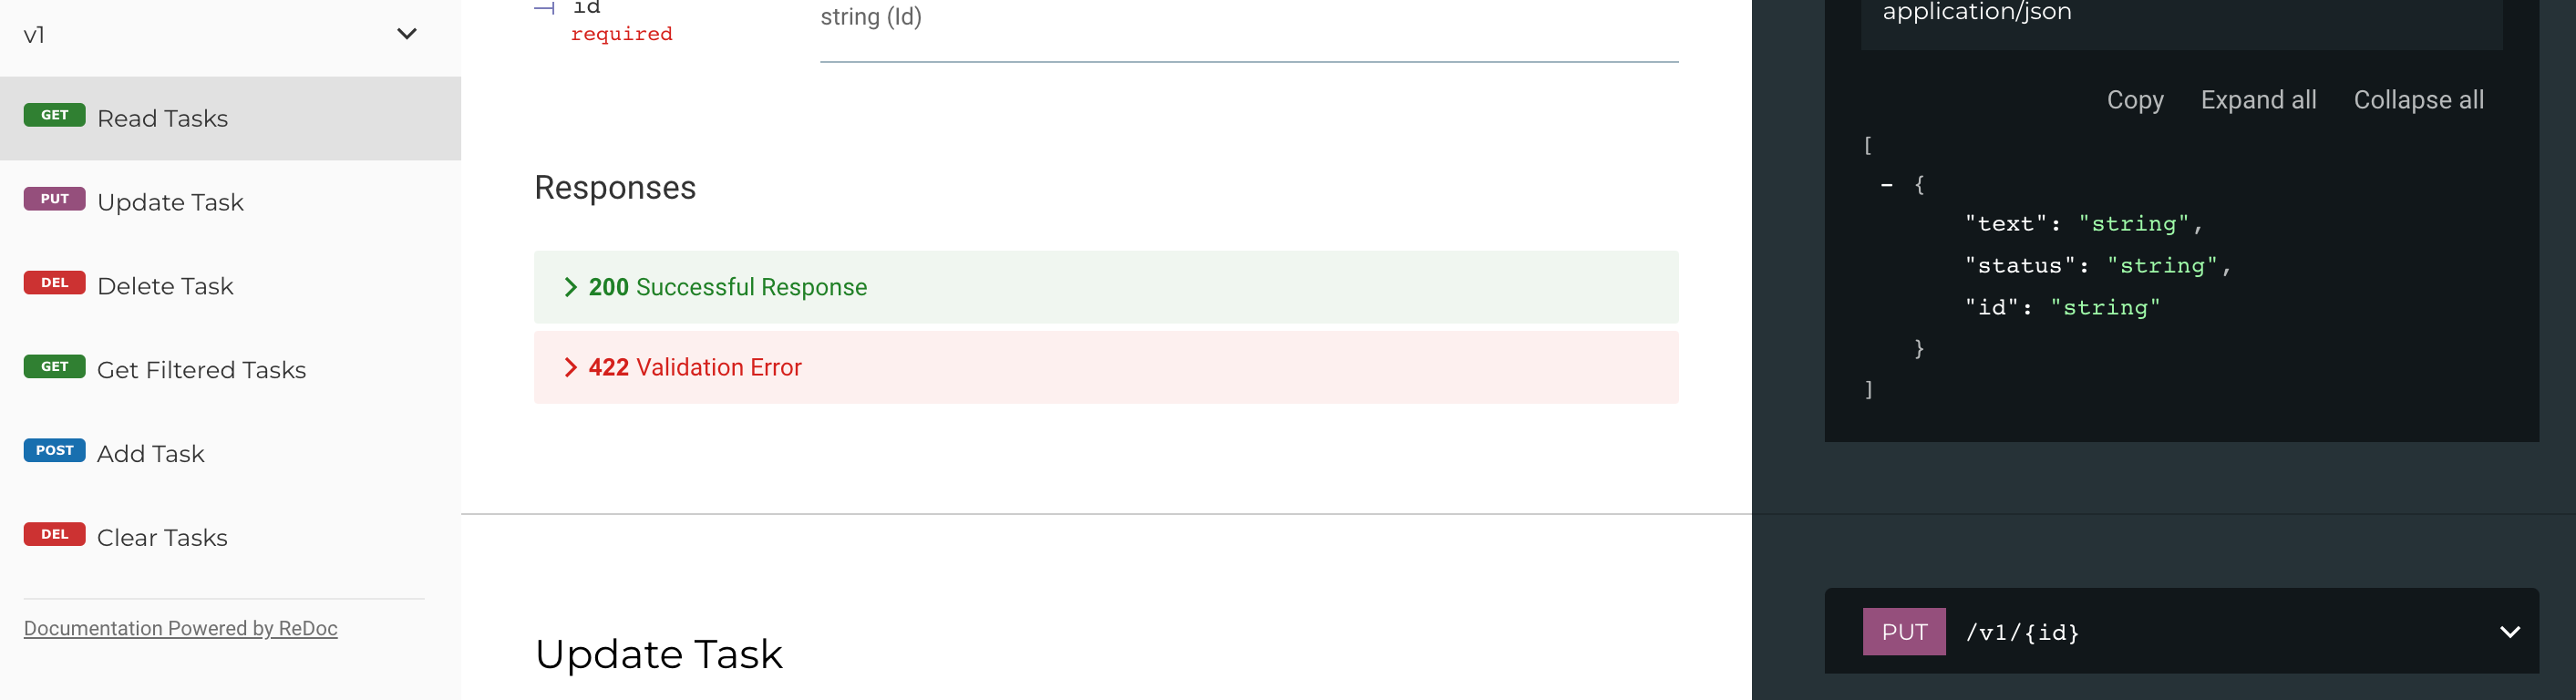 v1
GET Read Tasks
PUT Update Task
DEL Delete Task
GET Get Filtered Tasks
POST Add Task
DEL Clear Tasks
Documentation Powered by ReDoc
id
required
string (Id)
Responses
200 Successful Response
422 Validation Error
Update Task
application/json
Copy Expand all Collapse all
[
- {
"text": "string",
"status": "string",
"id": "string"
}
]
PUT /v1/{id}